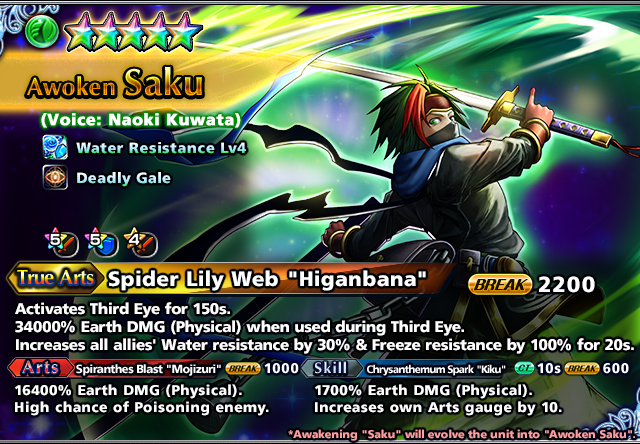 Awoken Saku
(Voice: Naoki Kuwata)
Water Resistance Lv4
Deadly Gale
5 5 4
True Arts Spider Lily Web "Higanbana" BREAK 2200
Activates Third Eye for 150s.
34000% Earth DMG (Physical) when used during Third Eye.
Increases all allies' Water resistance by 30% & Freeze resistance by 100% for 20s.
Arts Spiranthes Blast "Mojizuri" BREAK 1000
16400% Earth DMG (Physical).
High chance of Poisoning enemy.
Skill Chrysanthemum Spark "Kiku" CT 10s BREAK 600
1700% Earth DMG (Physical).
Increases own Arts gauge by 10.
*Awakening "Saku" will evolve the unit into "Awoken Saku".